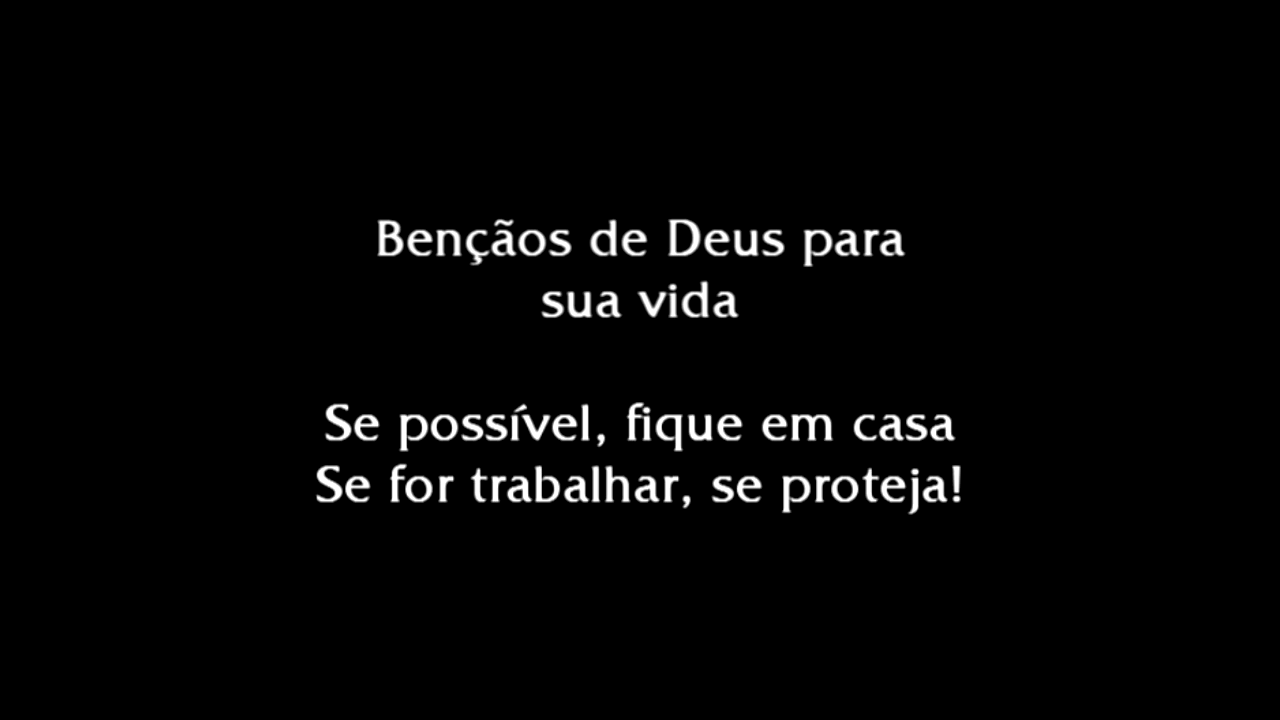 Bençãos de Deus para
sua vida
Se possível, fique em casa
Se for trabalhar, se proteja!